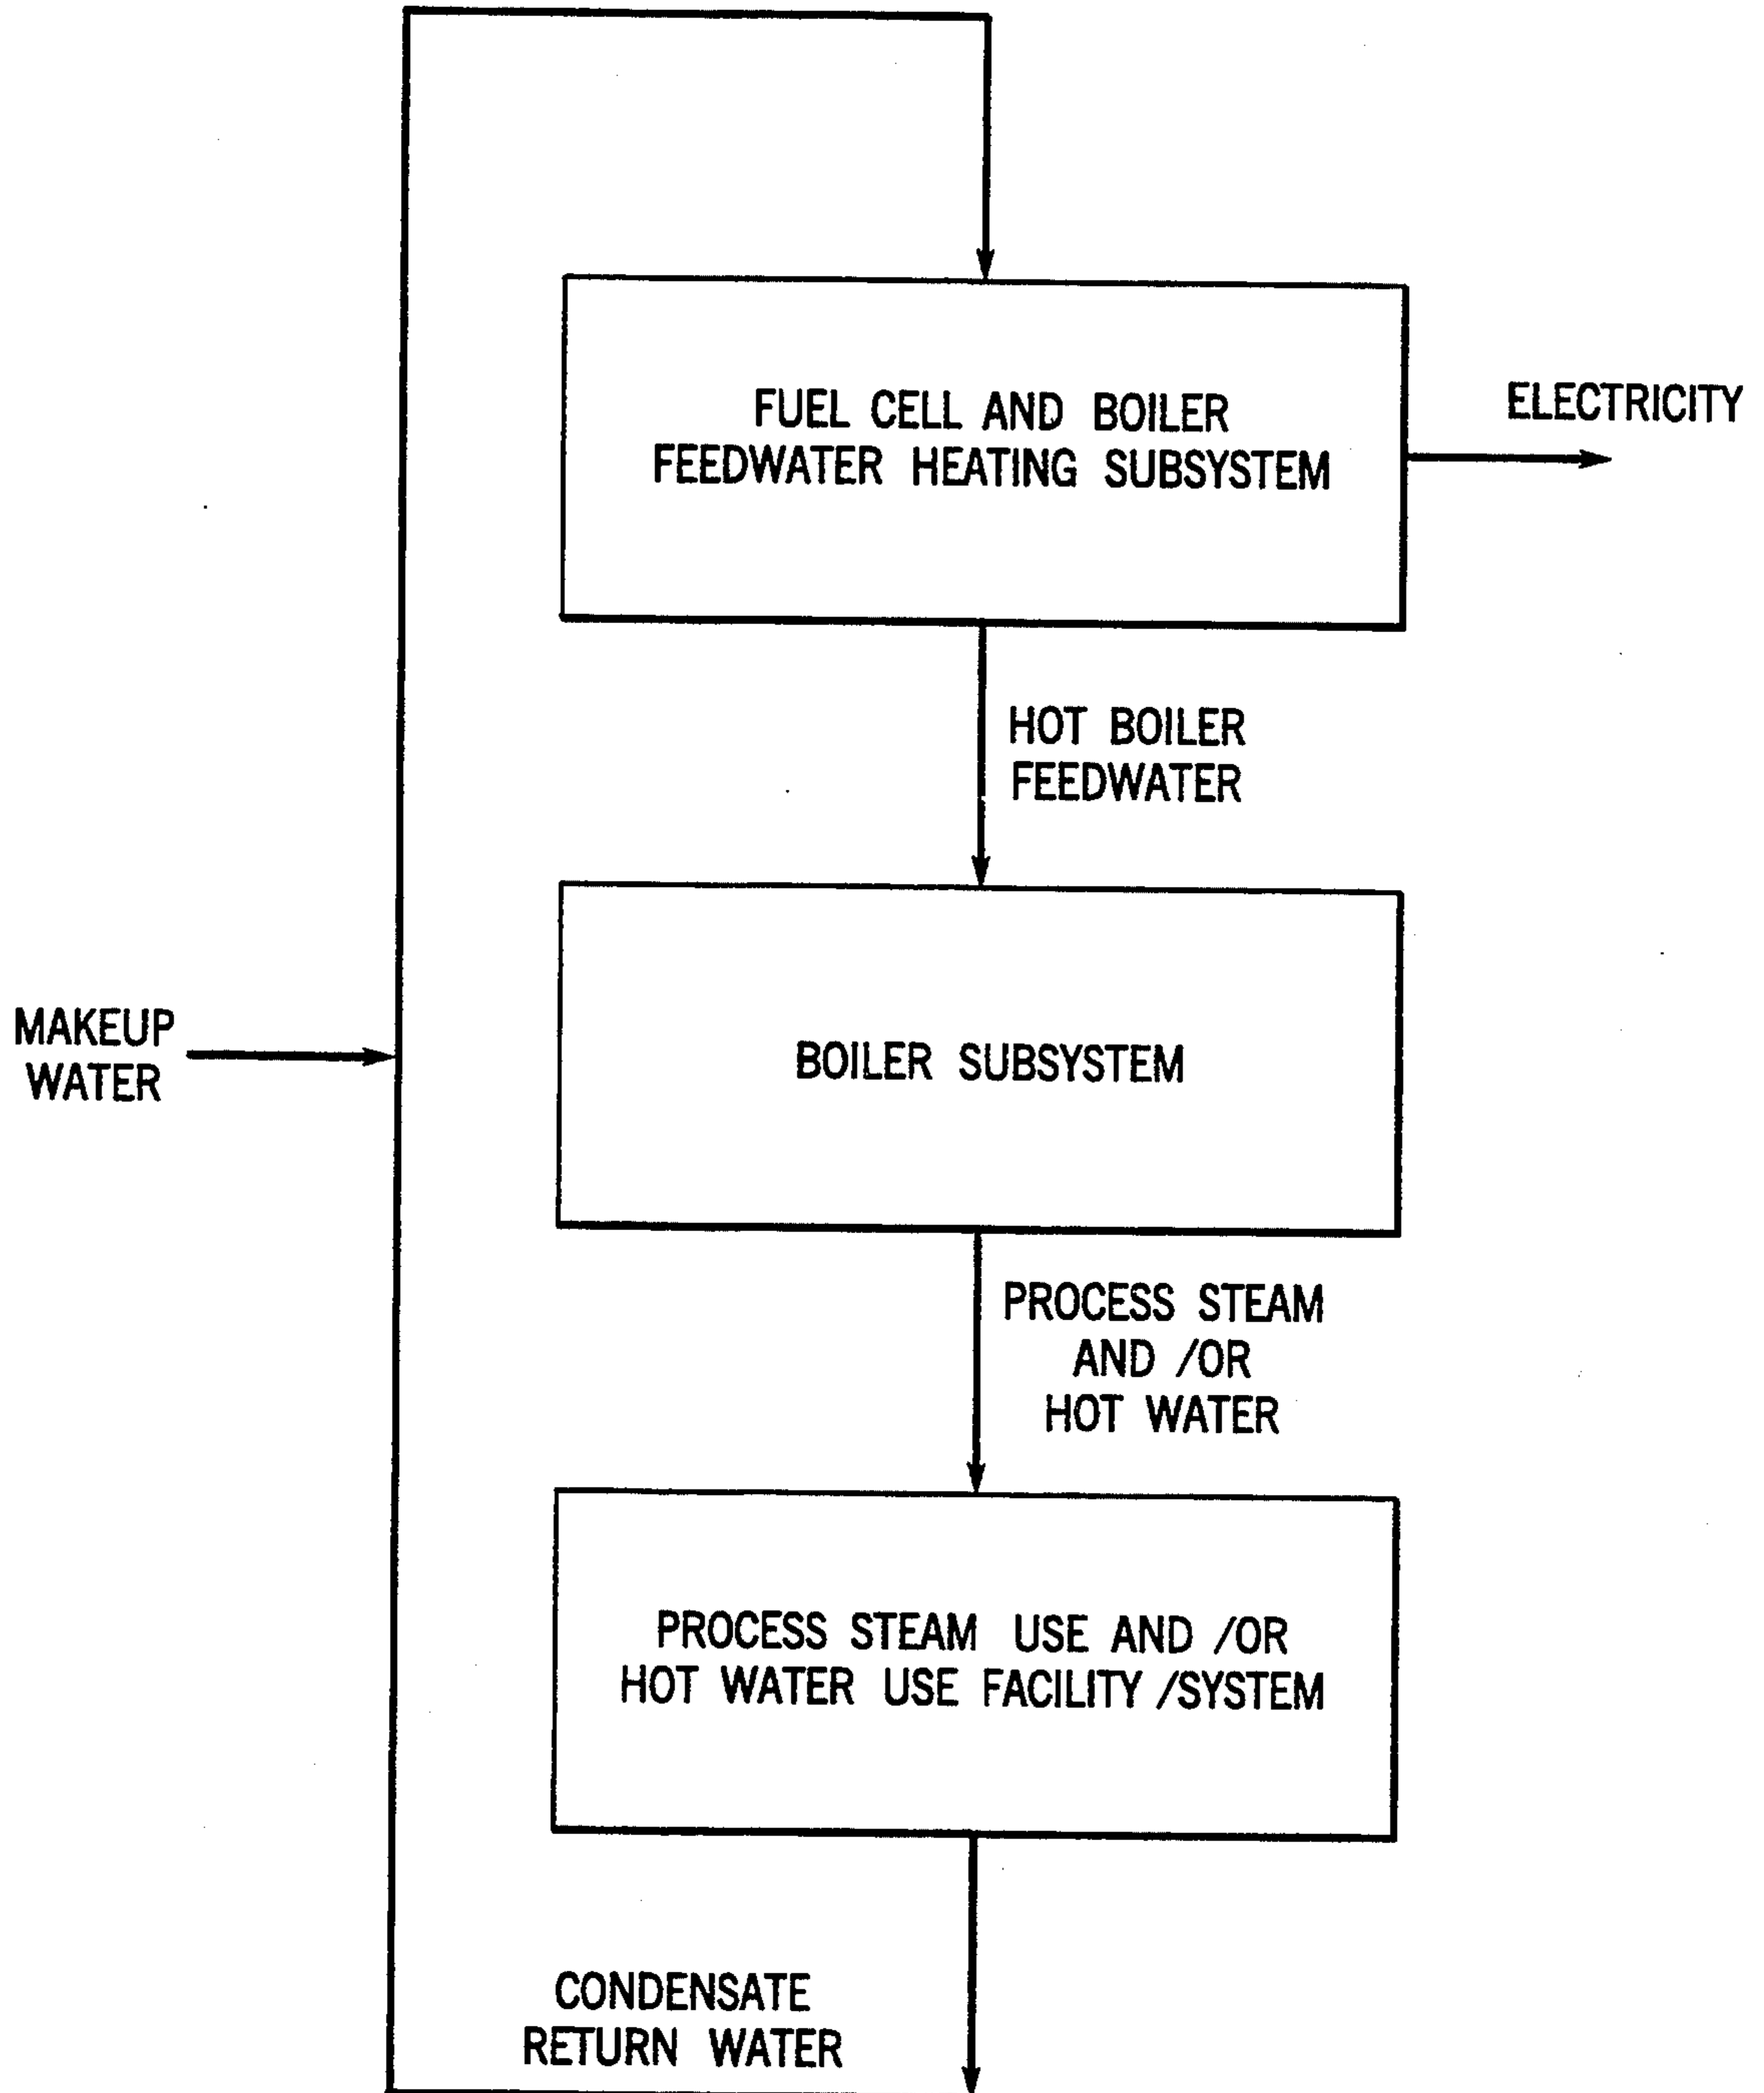 FUEL CELL AND BOILER
FEEDWATER HEATING SUBSYSTEM
ELECTRICITY
HOT BOILER
FEEDWATER
MAKEUP
WATER
BOILER SUBSYSTEM
PROCESS STEAM
AND /OR
HOT WATER
PROCESS STEAM USE AND /OR
HOT WATER USE FACILITY /SYSTEM
CONDENSATE
RETURN WATER